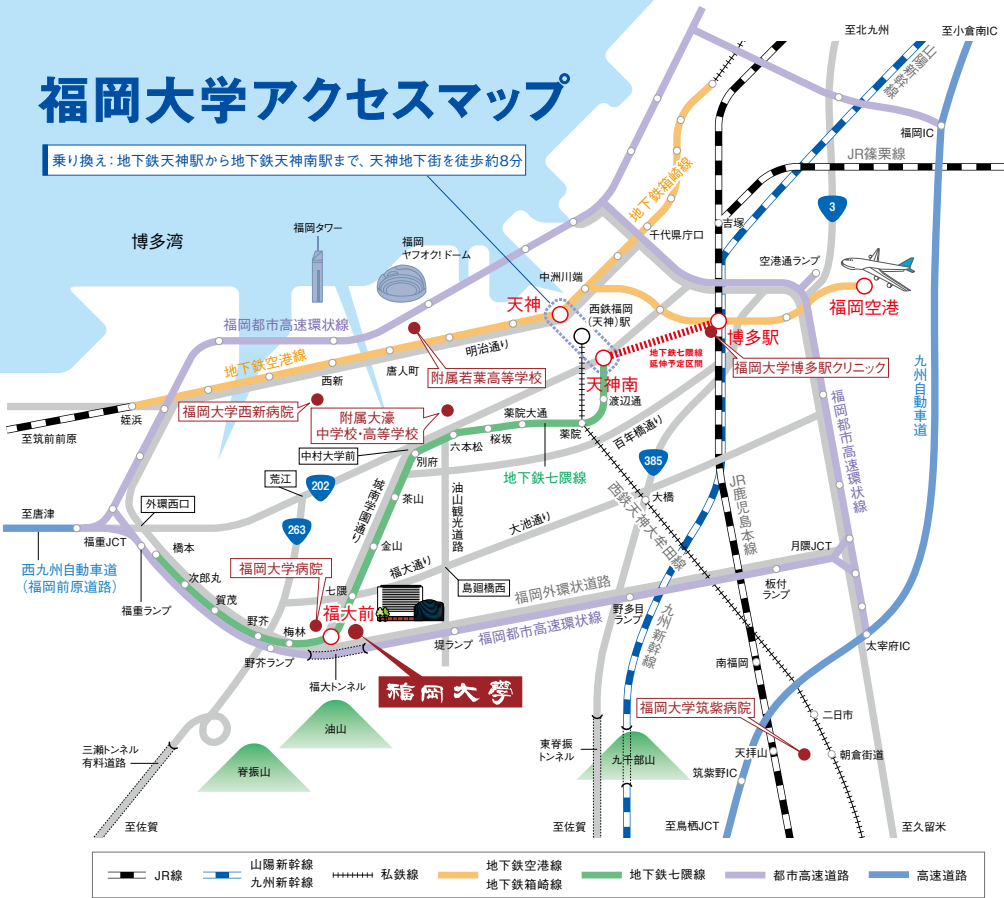 福岡大学アクセスマップ
乗り換え：地下鉄天神駅から地下鉄天神南駅まで、天神地下街を徒歩約8分
至北九州
至小倉南IC
山陽新幹線
福岡IC
JR篠栗線
地下鉄箱崎線
3
吉塚
千代県庁口
博多湾
福岡タワー
福岡
ヤフオク!ドーム
中洲川端
空港通ランプ
福岡空港
天神
西鉄福岡
（天神）駅
博多駅
福岡都市高速環状線
明治通り
地下鉄空港線
地下鉄七隈線
延伸予定区間
福岡大学博多駅クリニック
西新
唐人町
附属若葉高等学校
天神南
渡辺通
九州自動車道
姪浜
福岡大学西新病院
附属大濠
中学校・高等学校
薬院大通
桜坂
六本松
薬院
百年橋通り
福岡都市高速環状線
至筑前前原
中村大学前
別府
地下鉄七隈線
385
荒江
202
城南学園通り
茶山
油山観光道路
大橋
西鉄天神大牟田線
JR鹿児島本線
外環西口
至唐津
263
大池通り
福重JCT
橋本
金山
月隈JCT
西九州自動車道
（福岡前原道路）
福岡大学病院
福大通り
次郎丸
七隈
島廻橋西
福岡外環状道路
板付
ランプ
福重ランプ
賀茂
福大前
野多目
ランプ
九州新幹線
野芥
梅林
堤ランプ
福岡都市高速環状線
太宰府IC
野芥ランプ
南福岡
福大トンネル
福岡大學
福岡大学筑紫病院
二日市
油山
三瀬トンネル
有料道路
東脊振
トンネル
天拝山
朝倉街道
脊振山
九千部山
筑紫野IC
至佐賀
至佐賀
至鳥栖JCT
至久留米
JR線
山陽新幹線
九州新幹線
私鉄線
地下鉄空港線
地下鉄箱崎線
地下鉄七隈線
都市高速道路
高速道路